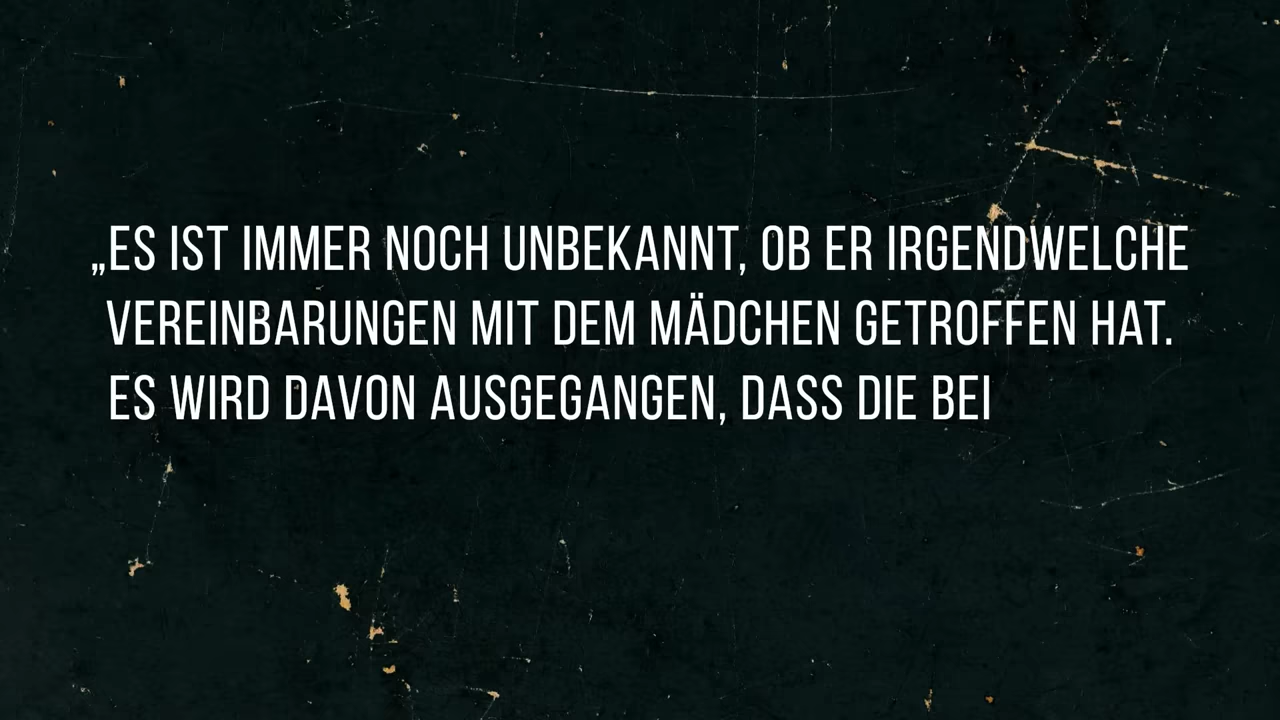 „ES IST IMMER NOCH UNBEKANNT, OB ER IRGENDWELCHE
VEREINBARUNGEN MIT DEM MÄDCHEN GETROFFEN HAT.
ES WIRD DAVON AUSGEGANGEN, DASS DIE BEI